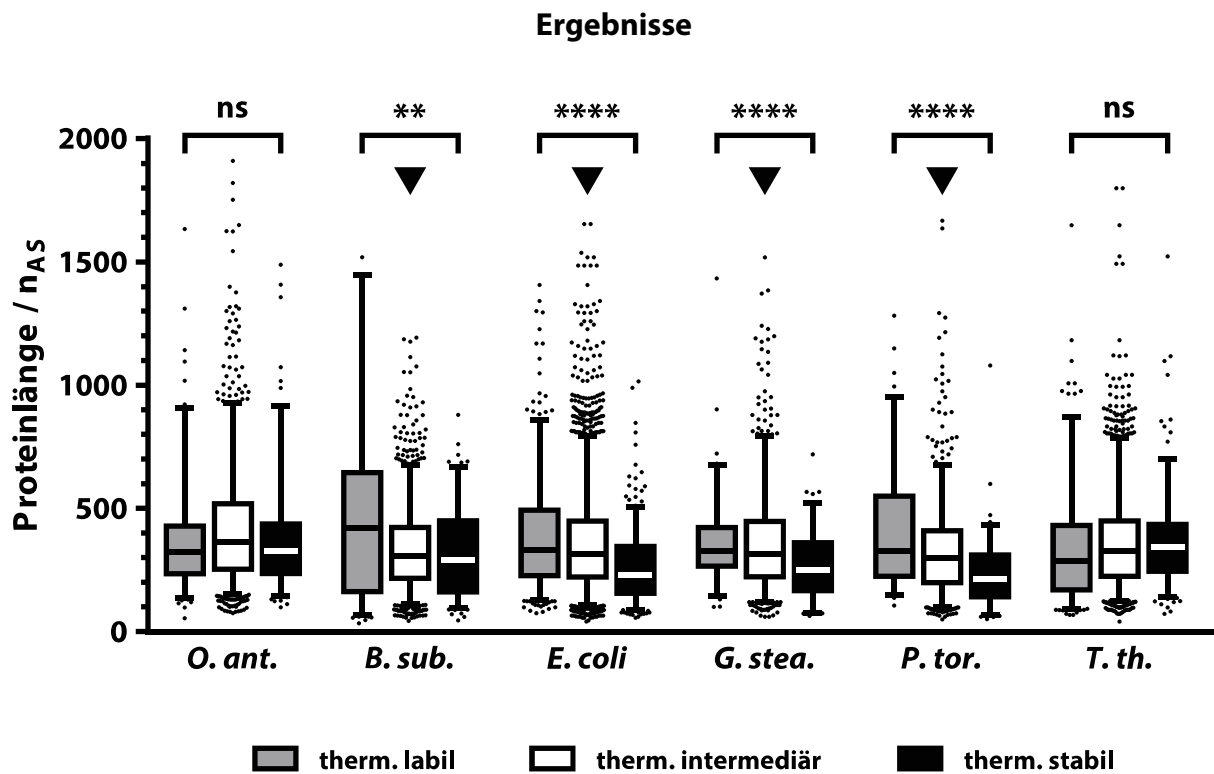 Ergebnisse
ns ** **** **** **** ns
2000
1500
1000
500
0
Proteinlänge / nAS
O. ant. B. sub. E. coli G. stea. P. tor. T. th.
therm. labil therm. intermediär therm. stabil